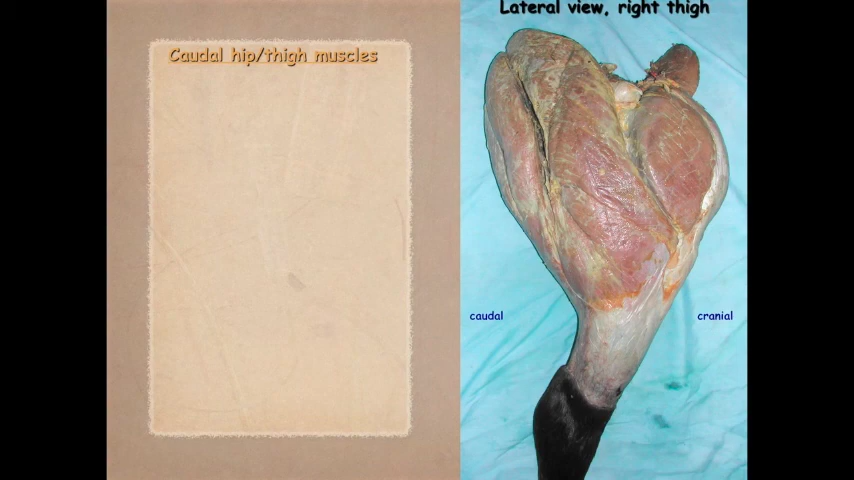 Caudal hip/thigh muscles
Lateral view, right thigh
caudal
cranial